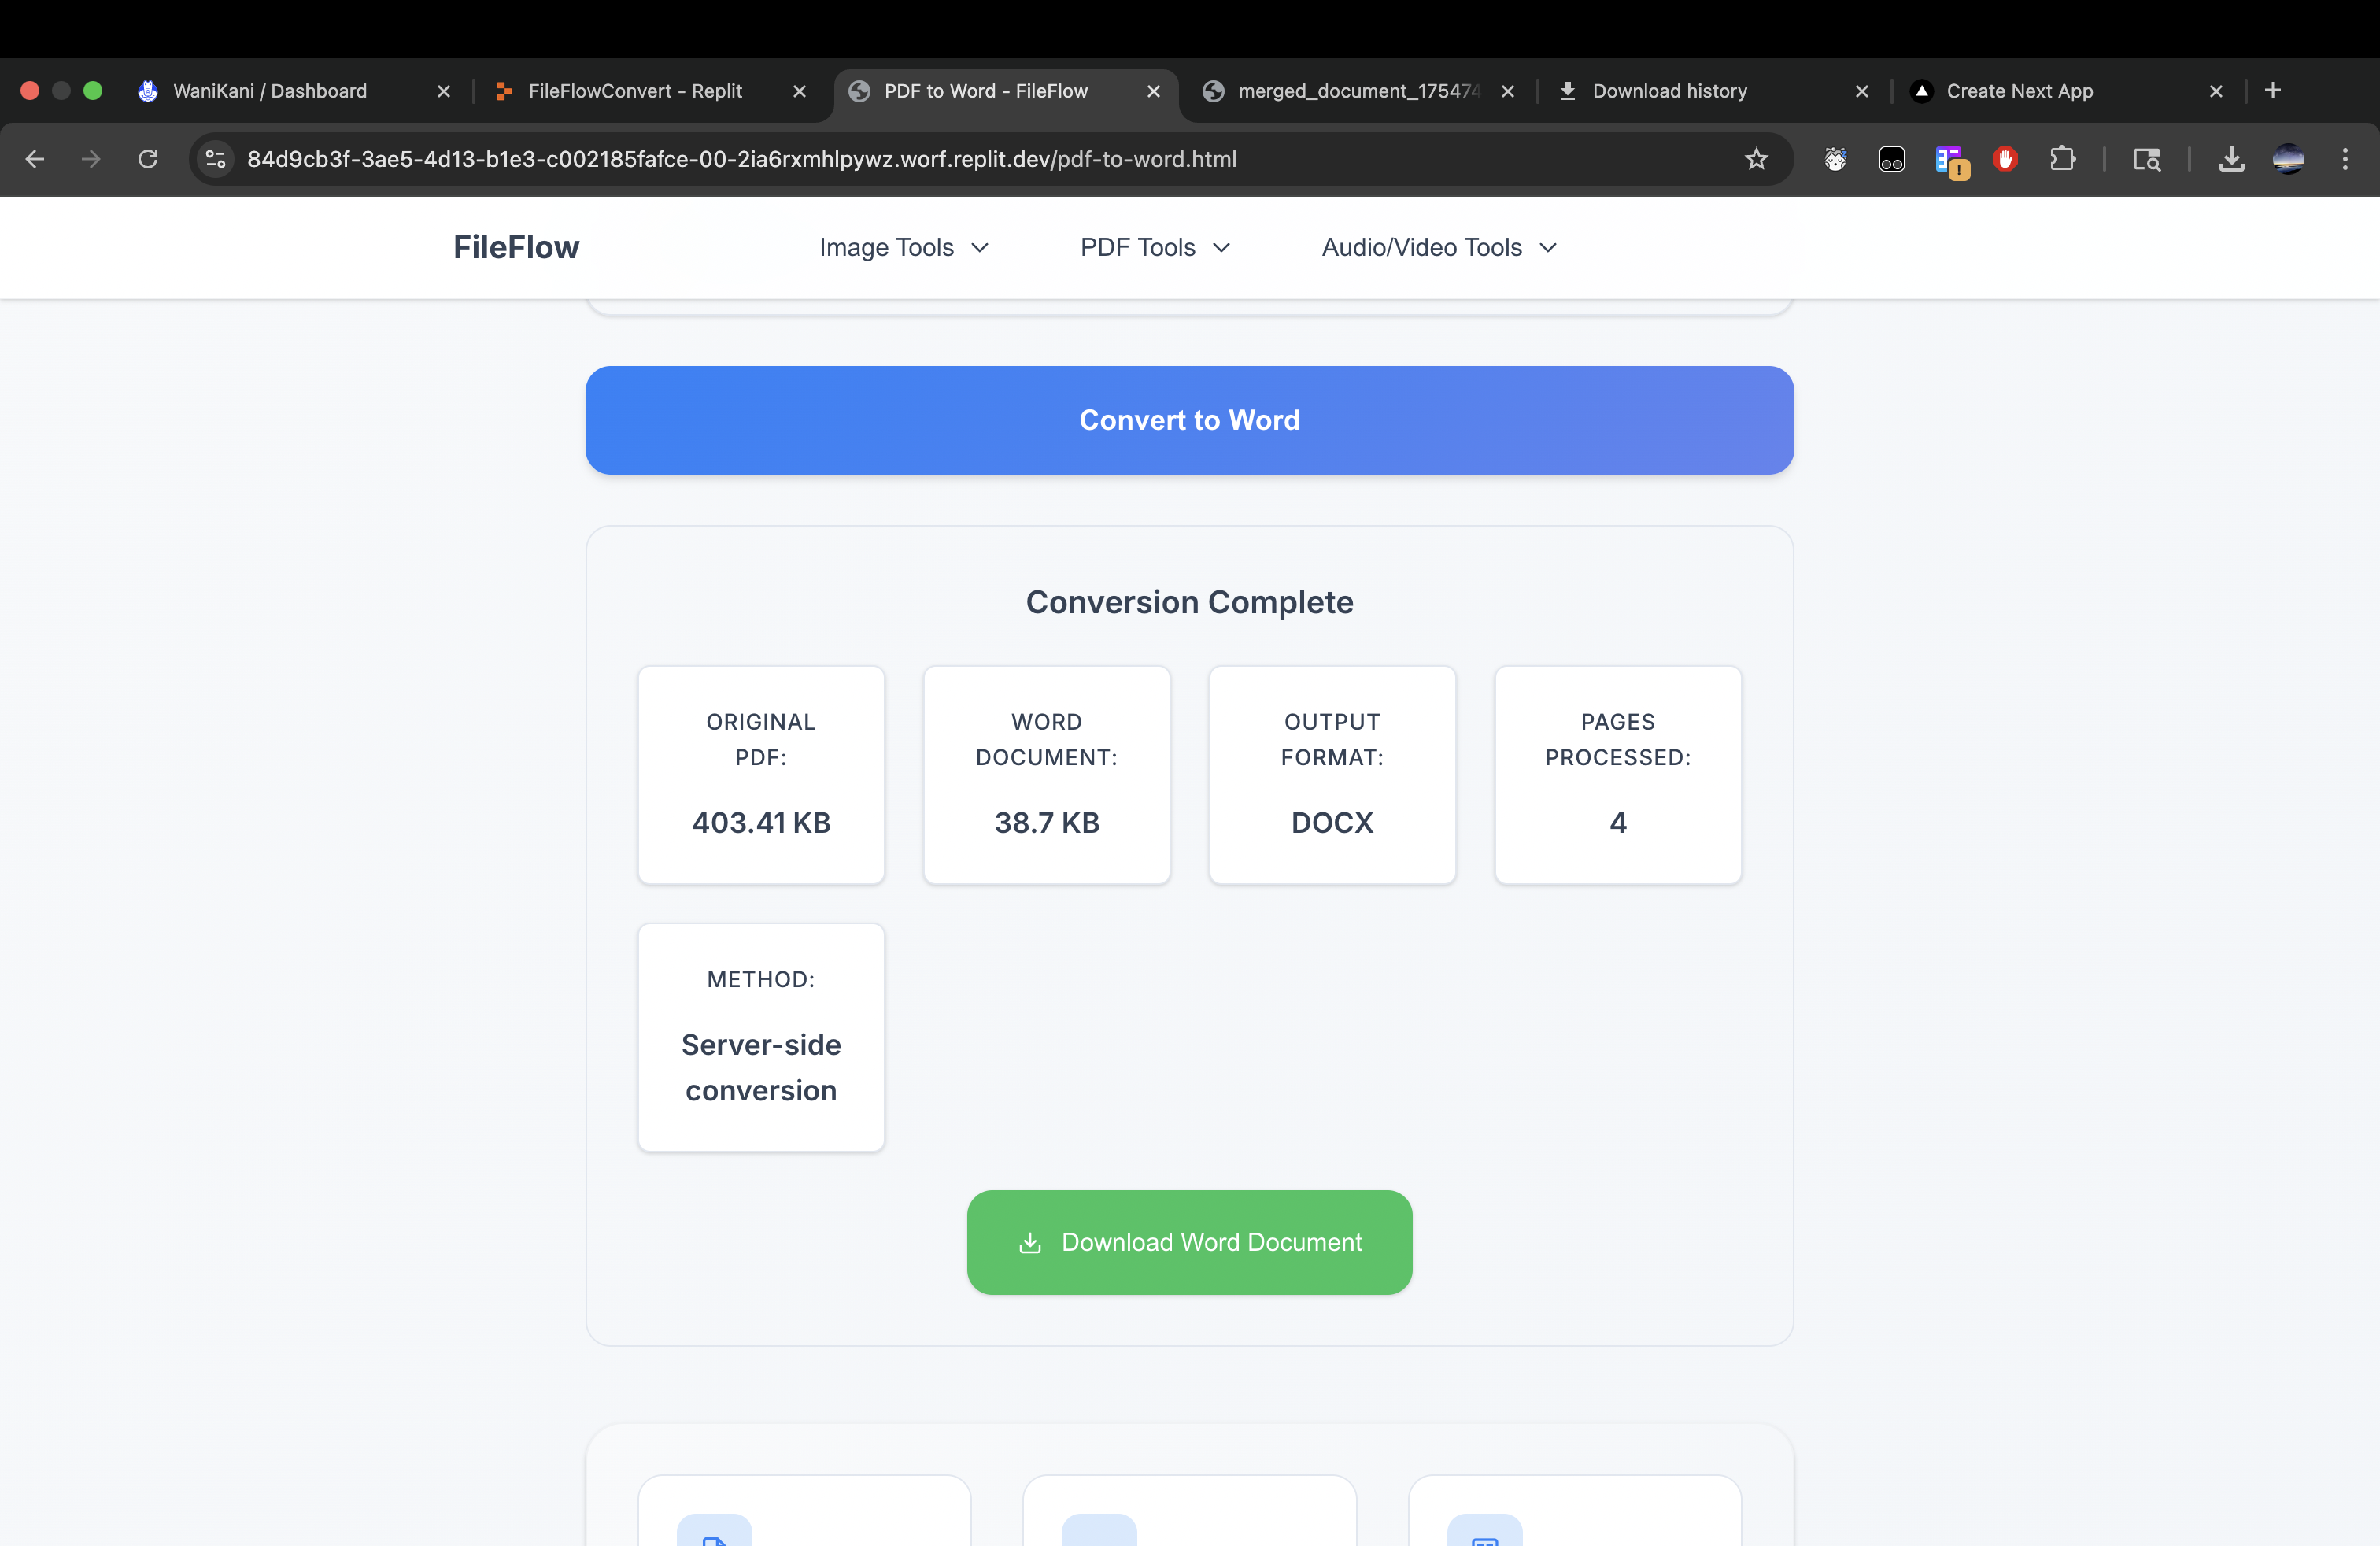 WaniKani / Dashboard
FileFlowConvert - Replit
PDF to Word - FileFlow
merged_document_175474
Download history
Create Next App
84d9cb3f-3ae5-4d13-b1e3-c002185fafce-00-2ia6rxmhlpywz.worf.replit.dev/pdf-to-word.html
FileFlow
Image Tools
PDF Tools
Audio/Video Tools
Convert to Word
Conversion Complete
ORIGINAL
PDF:
403.41 KB
WORD
DOCUMENT:
38.7 KB
OUTPUT
FORMAT:
DOCX
PAGES
PROCESSED:
4
METHOD:
Server-side
conversion
Download Word Document